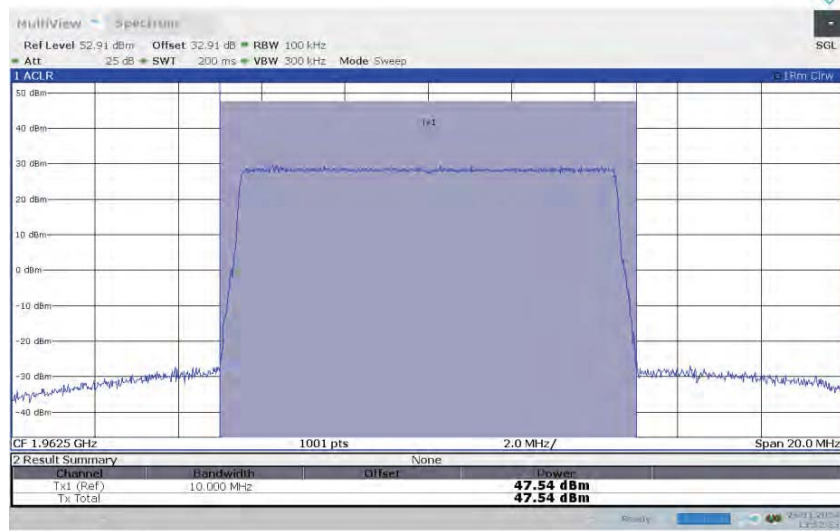 MultiView Spectrum
Ref Level 52.91 dBm Offset 32.91 dB RBW 100 kHz
SGL
Att 25 dB SWT 200 ms VBW 300 kHz Mode Sweep
1 ACLR 1Rm Clrw
50 dBm
Tx1
40 dBm
30 dBm
20 dBm
10 dBm
0 dBm
-10 dBm
-20 dBm
-30 dBm
-40 dBm
CF 1.9625 GHz 1001 pts 2.0 MHz/ Span 20.0 MHz
2 Result Summary None
Channel Bandwidth Offset Power
Tx1 (Ref) 10.000 MHz 47.54 dBm
Tx Total 47.54 dBm
Ready